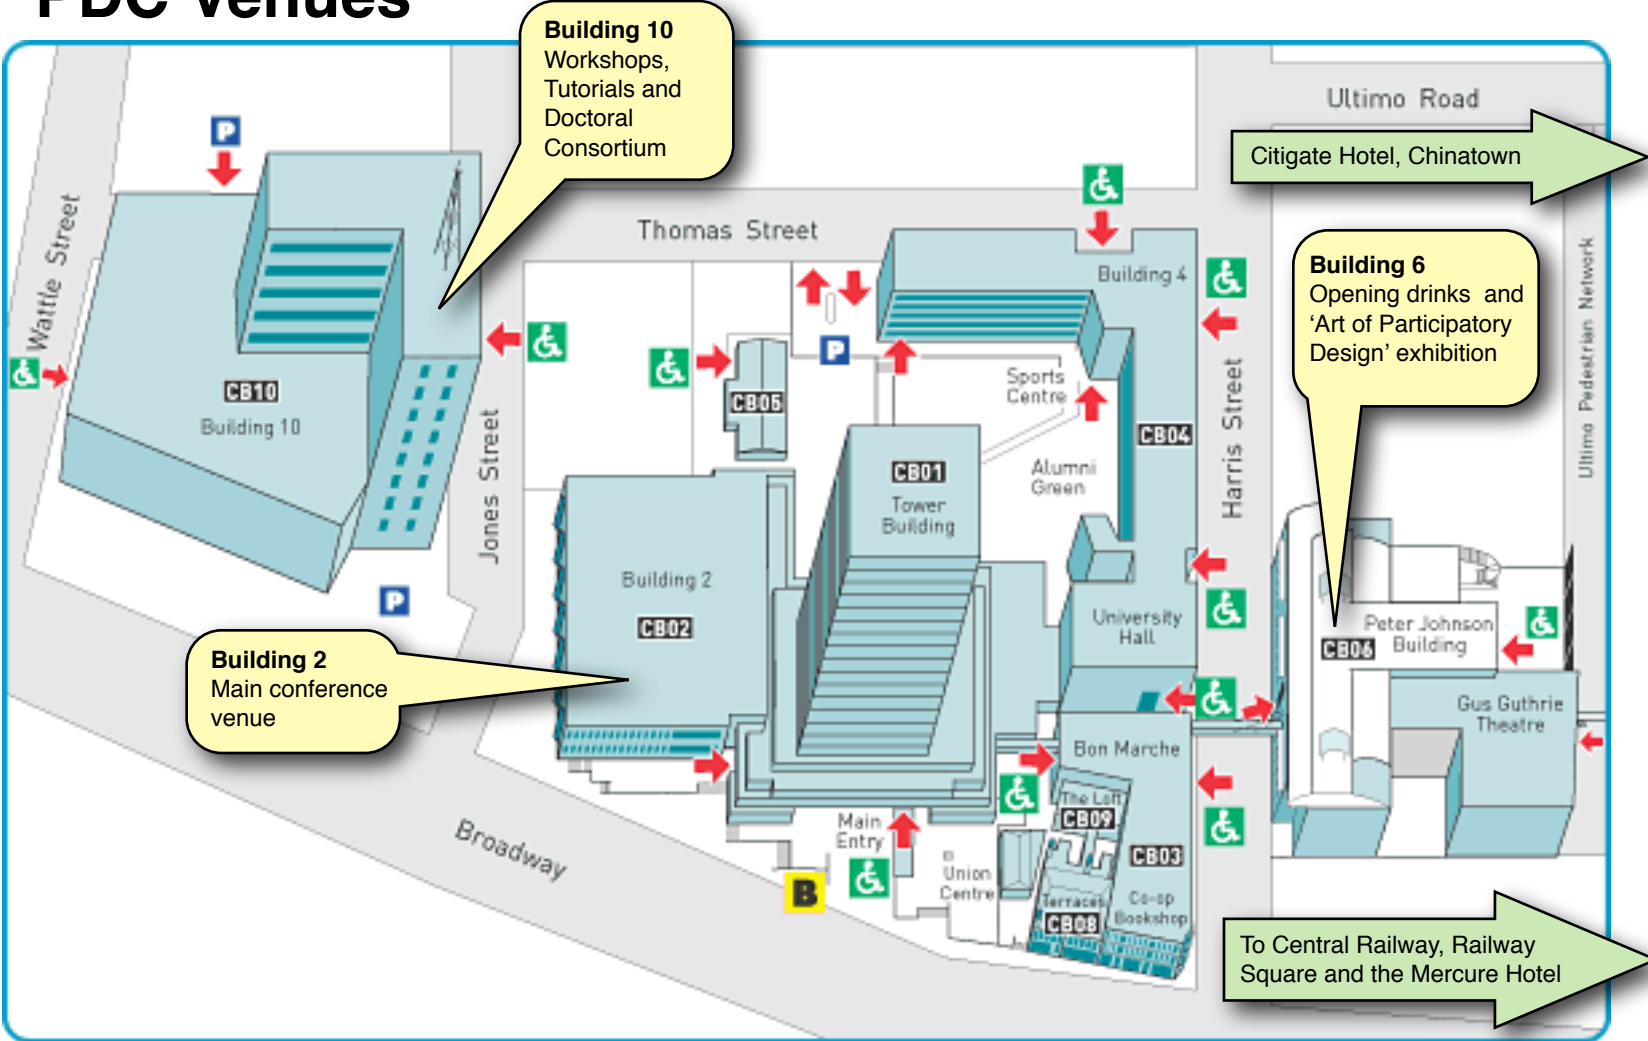 PDC Venues
Building 10
Workshops,
Tutorials and
Doctoral
Consortium
Ultimo Road
Citigate Hotel, Chinatown
P
Wattle Street
Thomas Street
Building 4
Building 6
Opening drinks and
‘Art of Participatory
Design’ exhibition
Ultimo Pedestrian Network
P
CB10
Building 10
Jones Street
CB05
Sports
Centre
CB04
Harris Street
CB01
Tower
Building
Alumni
Green
Building 2
CB02
P
University
Hall
Peter Johnson
Building
CB06
Building 2
Main conference
venue
Gus Guthrie
Theatre
Bon Marche
The Loft
CB09
Main
Entry
CB03
Broadway
B
Union
Centre
Terraces
CB08
Co-op
Bookshop
To Central Railway, Railway
Square and the Mercure Hotel